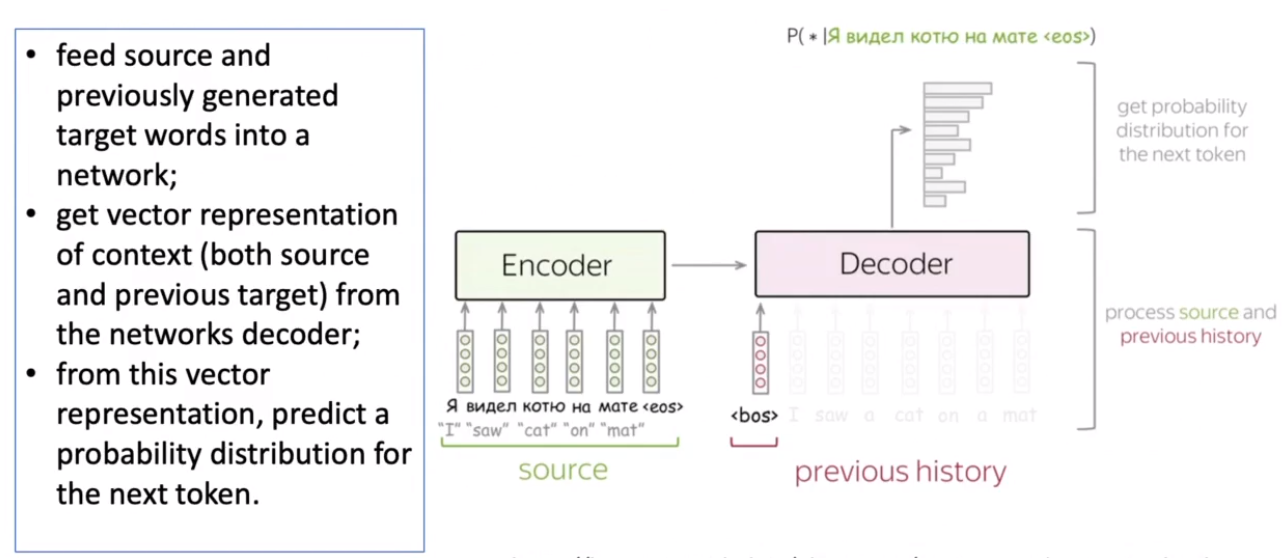 • feed source and
previously generated
target words into a
network;
• get vector representation
of context (both source
and previous target) from
the networks decoder;
• from this vector
representation, predict a
probability distribution for
the next token.
P( * |Я видел котю на мате <eos>)
get probability
distribution for
the next token
Encoder
Decoder
process source and
previous history
Я видел котю на мате <eos>
"I" "saw" "cat" "on" "mat"
source
<bos> I saw a cat on a mat
previous history